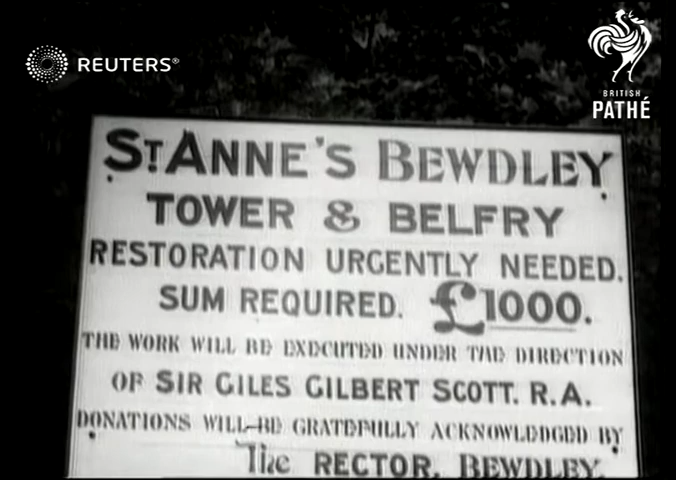 REUTERS®
BRITISH
PATHÉ
ST ANNE'S BEWDLEY
TOWER & BELFRY
RESTORATION URGENTLY NEEDED.
SUM REQUIRED. £1000.
THE WORK WILL BE EXECUTED UNDER THE DIRECTION
OF SIR GILES GILBERT SCOTT. R.A.
DONATIONS WILL BE GRATEFULLY ACKNOWLEDGED BY
The RECTOR, BEWDLEY.